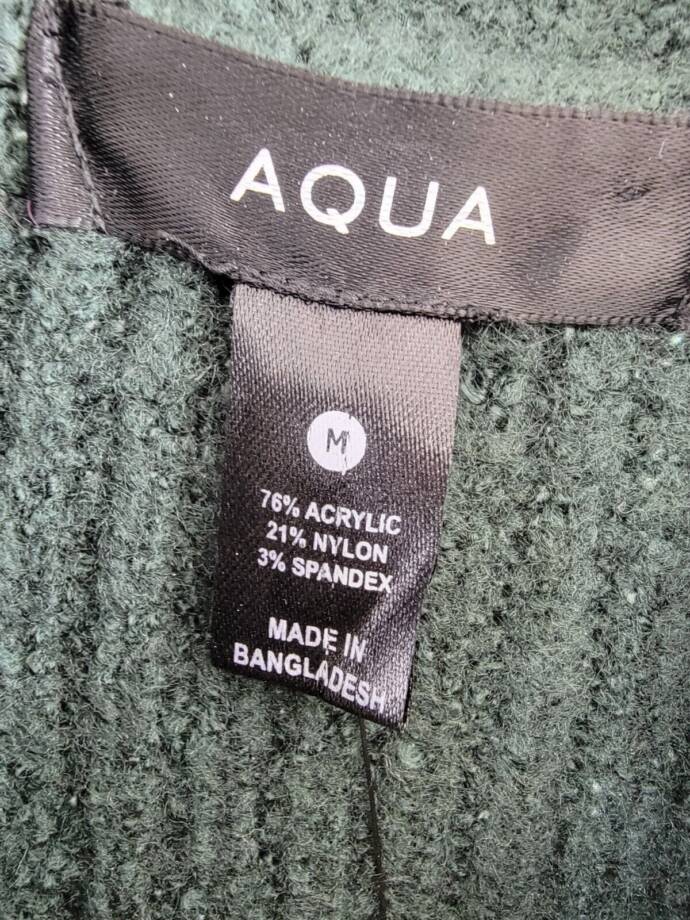 AQUA
M
76% ACRYLIC
21% NYLON
3% SPANDEX
MADE IN
BANGLADESH